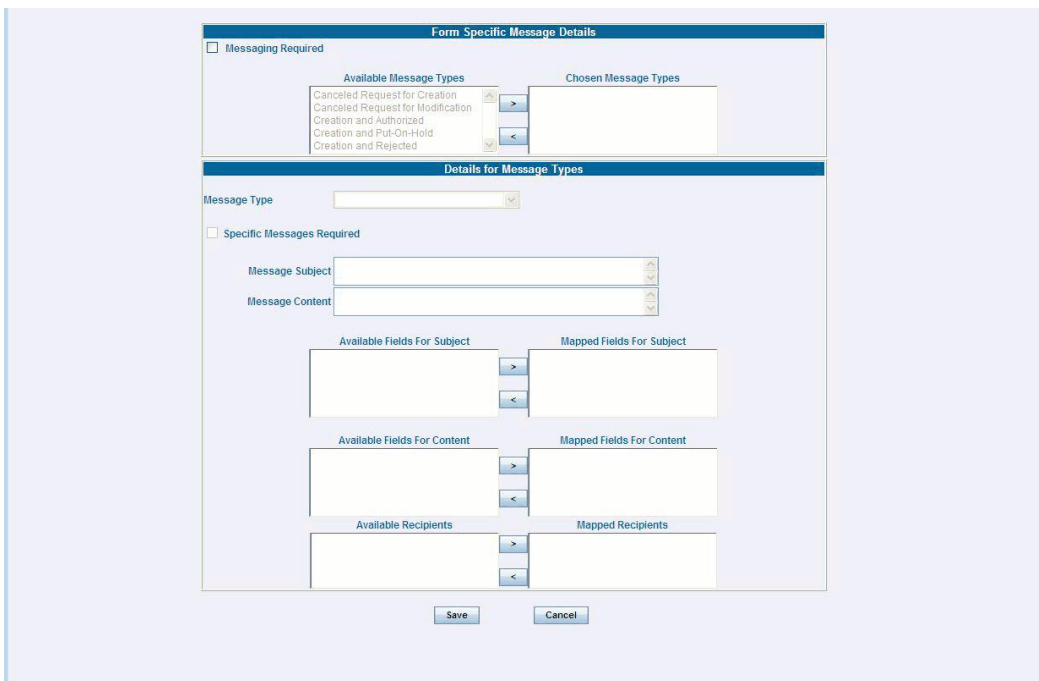 Form Specific Message Details
Messaging Required
Available Message Types Chosen Message Types
Canceled Request for Creation
Canceled Request for Modification
Creation and Authorized
Creation and Put-On-Hold
Creation and Rejected
>
<
Details for Message Types
Message Type
Specific Messages Required
Message Subject
Message Content
Available Fields For Subject Mapped Fields For Subject
>
<
Available Fields For Content Mapped Fields For Content
>
<
Available Recipients Mapped Recipients
>
<
Save Cancel